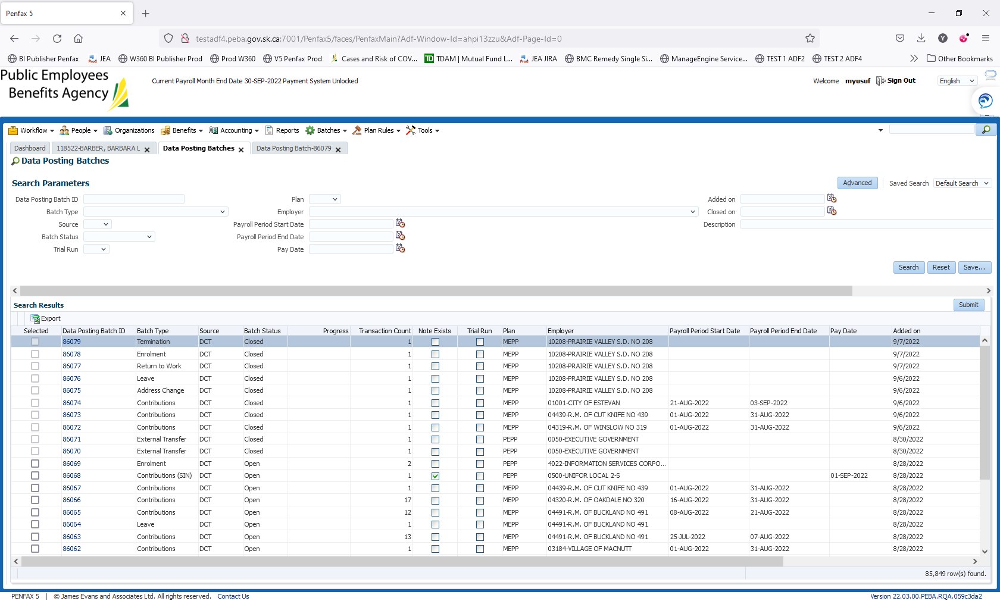 Penfax 5
testadf4.peba.gov.sk.ca:7001/Penfax5/faces/PenfaxMain?Adf-Window-Id=ahpi13zzu&Adf-Page-Id=0
BI Publisher Penfax JEA W360 BI Publisher Prod Prod W360 V5 Penfax Prod Cases and Risk of COV... TDAM | Mutual Fund L... JEA JIRA BMC Remedy Single Si... ManageEngine Service... TEST 1 ADF2 TEST 2 ADF4 Other Bookmarks
Public Employees
Benefits Agency
Current Payroll Month End Date 30-SEP-2022 Payment System Unlocked
Welcome myusuf Sign Out English
Workflow People Organizations Benefits Accounting Reports Batches Plan Rules Tools
Dashboard 118522-BARBER, BARBARA L Data Posting Batches Data Posting Batch-86079
Data Posting Batches
Search Parameters
Advanced Saved Search Default Search
Data Posting Batch ID Plan Added on
Batch Type Employer Closed on
Source Payroll Period Start Date Description
Batch Status Payroll Period End Date
Trial Run Pay Date
Search Reset Save...
Search Results
Submit
Export
Selected Data Posting Batch ID Batch Type Source Batch Status Progress Transaction Count Note Exists Trial Run Plan Employer Payroll Period Start Date Payroll Period End Date Pay Date Added on
86079 Termination DCT Closed 1 MEPP 10208-PRAIRIE VALLEY S.D. NO 208 9/7/2022
86078 Enrolment DCT Closed 1 MEPP 10208-PRAIRIE VALLEY S.D. NO 208 9/7/2022
86077 Return to Work DCT Closed 1 MEPP 10208-PRAIRIE VALLEY S.D. NO 208 9/7/2022
86076 Leave DCT Closed 1 MEPP 10208-PRAIRIE VALLEY S.D. NO 208 9/6/2022
86075 Address Change DCT Closed 1 MEPP 10208-PRAIRIE VALLEY S.D. NO 208 9/6/2022
86074 Contributions DCT Closed 1 MEPP 01001-CITY OF ESTEVAN 21-AUG-2022 03-SEP-2022 9/6/2022
86073 Contributions DCT Closed 1 MEPP 04439-R.M. OF CUT KNIFE NO 439 01-AUG-2022 31-AUG-2022 9/6/2022
86072 Contributions DCT Closed 1 MEPP 04319-R.M. OF WINSLOW NO 319 01-AUG-2022 31-AUG-2022 9/6/2022
86071 External Transfer DCT Closed 1 PEPP 0050-EXECUTIVE GOVERNMENT 8/30/2022
86070 External Transfer DCT Closed 1 PEPP 0050-EXECUTIVE GOVERNMENT 8/30/2022
86069 Enrolment DCT Open 2 PEPP 4022-INFORMATION SERVICES CORPO... 8/28/2022
86068 Contributions (SIN) DCT Open 1 PEPP 0500-UNIFOR LOCAL 2-S 01-SEP-2022 8/28/2022
86067 Contributions DCT Open 1 MEPP 04439-R.M. OF CUT KNIFE NO 439 01-AUG-2022 31-AUG-2022 8/28/2022
86066 Contributions DCT Open 17 MEPP 04320-R.M. OF OAKDALE NO 320 16-AUG-2022 31-AUG-2022 8/28/2022
86065 Contributions DCT Open 12 MEPP 04491-R.M. OF BUCKLAND NO 491 08-AUG-2022 21-AUG-2022 8/28/2022
86064 Leave DCT Open 1 MEPP 04491-R.M. OF BUCKLAND NO 491 8/28/2022
86063 Contributions DCT Open 13 MEPP 04491-R.M. OF BUCKLAND NO 491 25-JUL-2022 07-AUG-2022 8/28/2022
86062 Contributions DCT Open 1 MEPP 03184-VILLAGE OF MACNUTT 01-AUG-2022 31-AUG-2022 8/28/2022
85,849 row(s) found.
PENFAX 5 | © James Evans and Associates Ltd. All rights reserved. Contact Us Version 22.03.00.PEBA.RQA.059c3da2